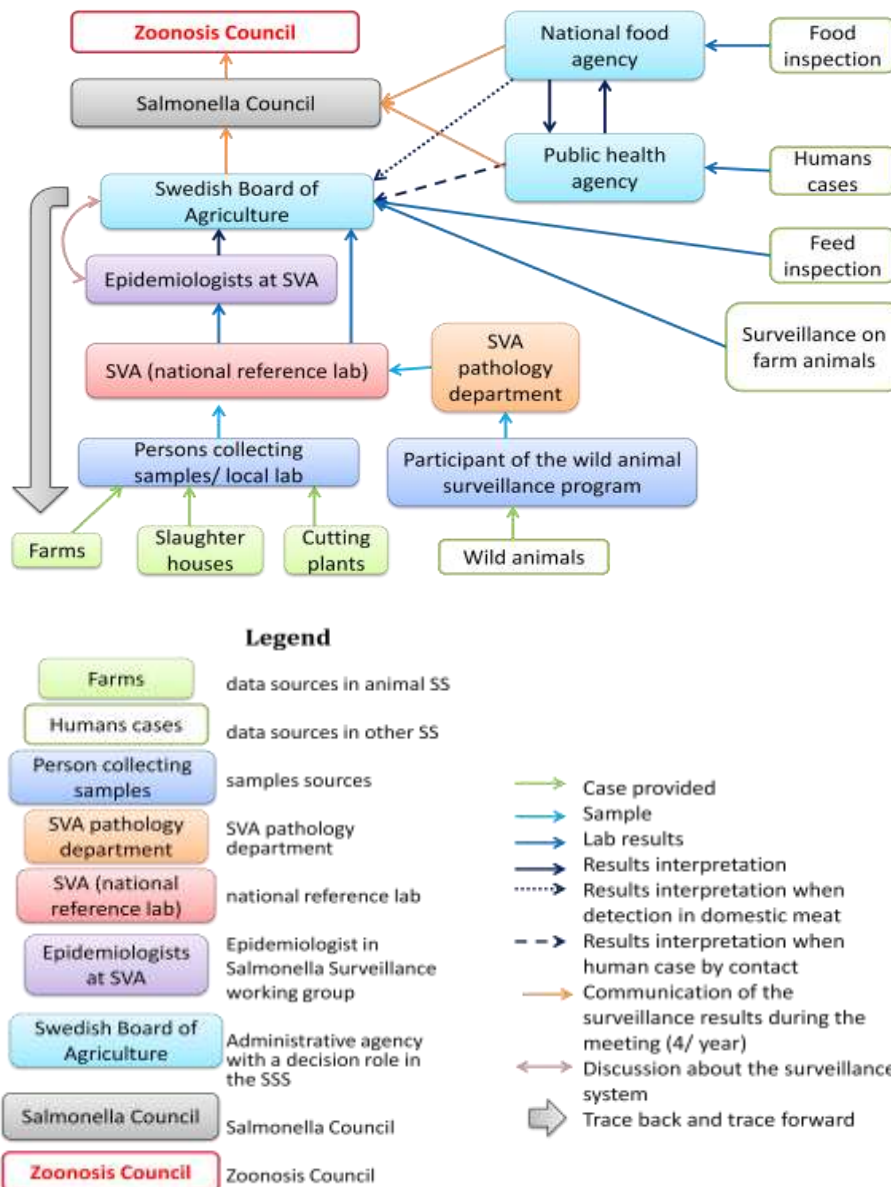 Zoonosis Council
National food
agency
Food
inspection
Salmonella Council
Public health
agency
Humans
cases
Swedish Board of
Agriculture
Feed
inspection
Epidemiologists at SVA
Surveillance on
farm animals
SVA (national reference lab)
SVA
pathology
department
Persons collecting
samples/ local lab
Participant of the wild animal
surveillance program
Farms
Slaughter
houses
Cutting
plants
Wild animals
Legend
Farms
data sources in animal SS
Humans cases
data sources in other SS
Person collecting
samples
samples sources
SVA pathology
department
SVA pathology
department
SVA (national
reference lab)
national reference lab
Epidemiologists
at SVA
Epidemiologist in
Salmonella Surveillance
working group
Swedish Board of
Agriculture
Administrative agency
with a decision role in
the SSS
Salmonella Council
Salmonella Council
Zoonosis Council
Zoonosis Council
Case provided
Sample
Lab results
Results interpretation
Results interpretation when
detection in domestic meat
Results interpretation when
human case by contact
Communication of the
surveillance results during the
meeting (4/ year)
Discussion about the surveillance
system
Trace back and trace forward